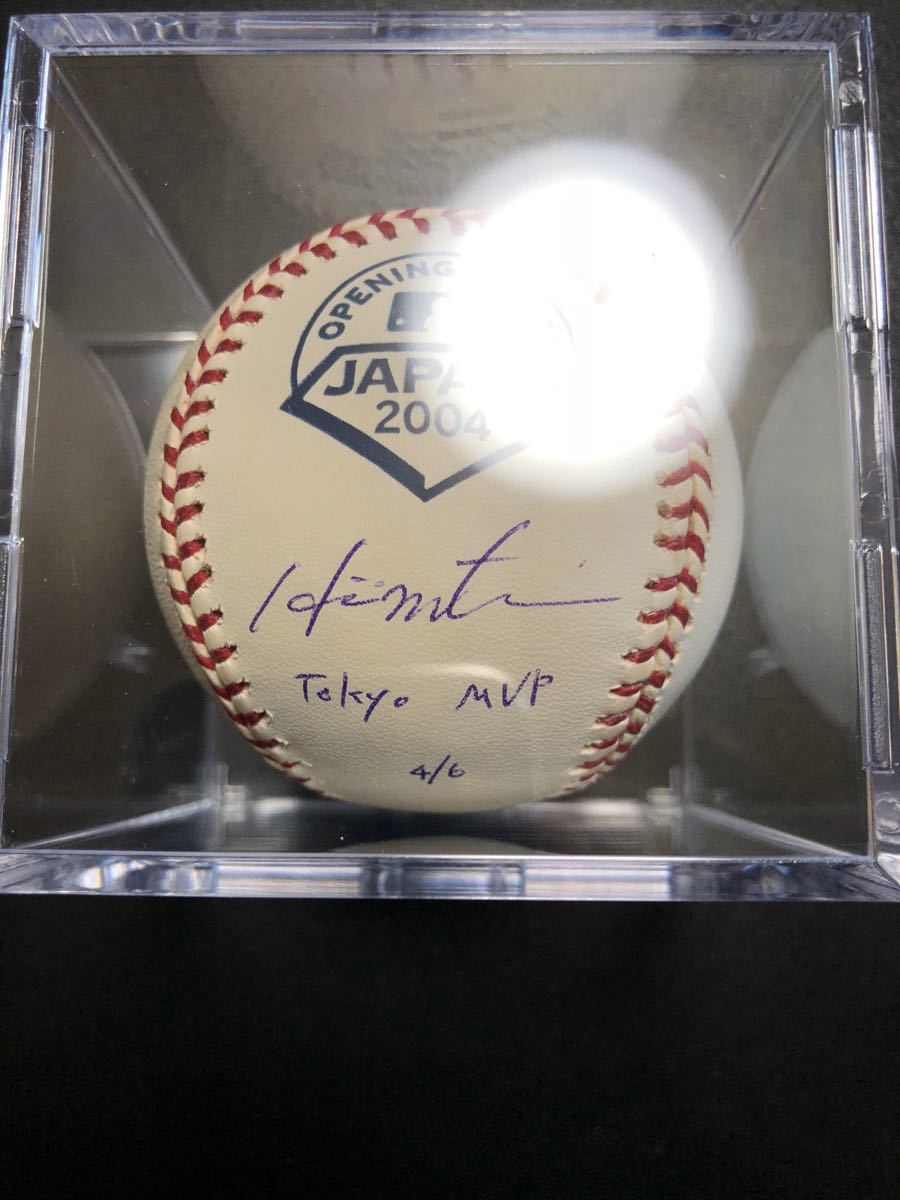 OPENING
JAPA
2004
Tokyo MVP
4/6